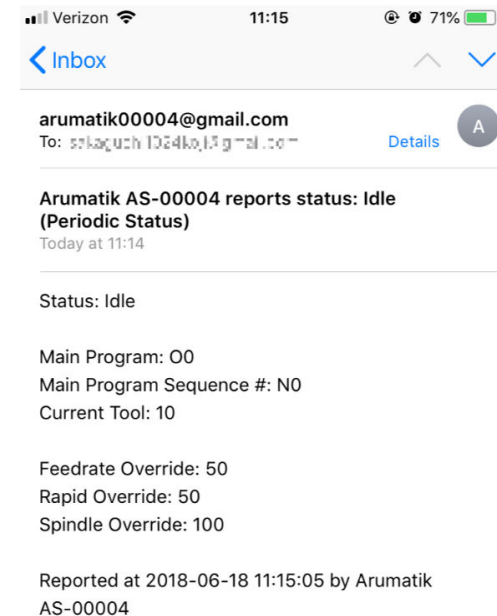 Verizon 11:15 71%
Inbox
arumatik00004@gmail.com
A
To:
Details
Arumatik AS-00004 reports status: Idle
(Periodic Status)
Today at 11:14
Status: Idle
Main Program: O0
Main Program Sequence #: N0
Current Tool: 10
Feedrate Override: 50
Rapid Override: 50
Spindle Override: 100
Reported at 2018-06-18 11:15:05 by Arumatik
AS-00004